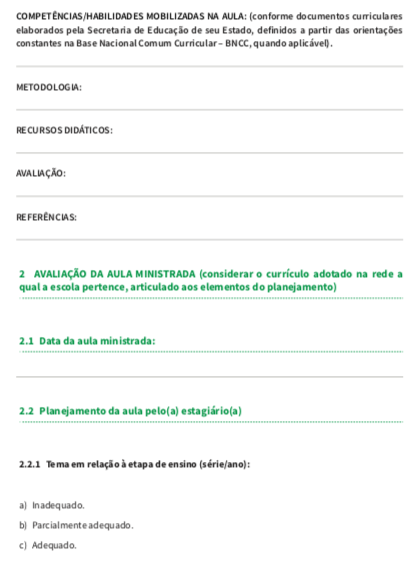 COMPETÊNCIAS/HABILIDADES MOBILIZADAS NA AULA: (conforme documentos curriculares
elaborados pela Secretaria de Educação de seu Estado, definidos a partir das orientações
constantes na Base Nacional Comum Curricular – BNCC, quando aplicável).
METODOLOGIA:
RECURSOS DIDÁTICOS:
AVALIAÇÃO:
REFERÊNCIAS:
2 AVALIAÇÃO DA AULA MINISTRADA (considerar o currículo adotado na rede a
qual a escola pertence, articulado aos elementos do planejamento)
2.1 Data da aula ministrada:
2.2 Planejamento da aula pelo(a) estagiário(a)
2.2.1 Tema em relação à etapa de ensino (série/ano):
a) Inadequado.
b) Parcialmente adequado.
c) Adequado.